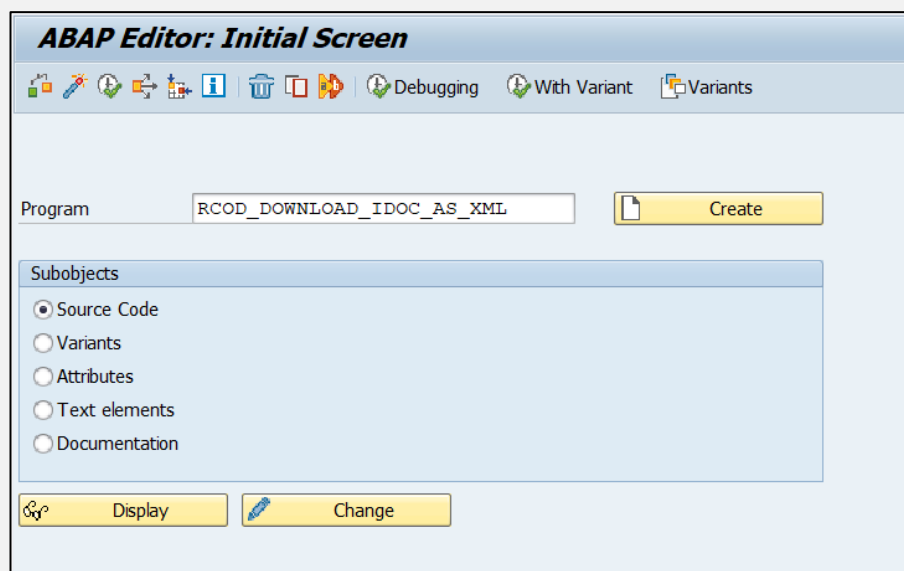 ABAP Editor: Initial Screen
Debugging With Variant Variants
Program RCOD_DOWNLOAD_IDOC_AS_XML Create
Subobjects
Source Code
Variants
Attributes
Text elements
Documentation
Display Change